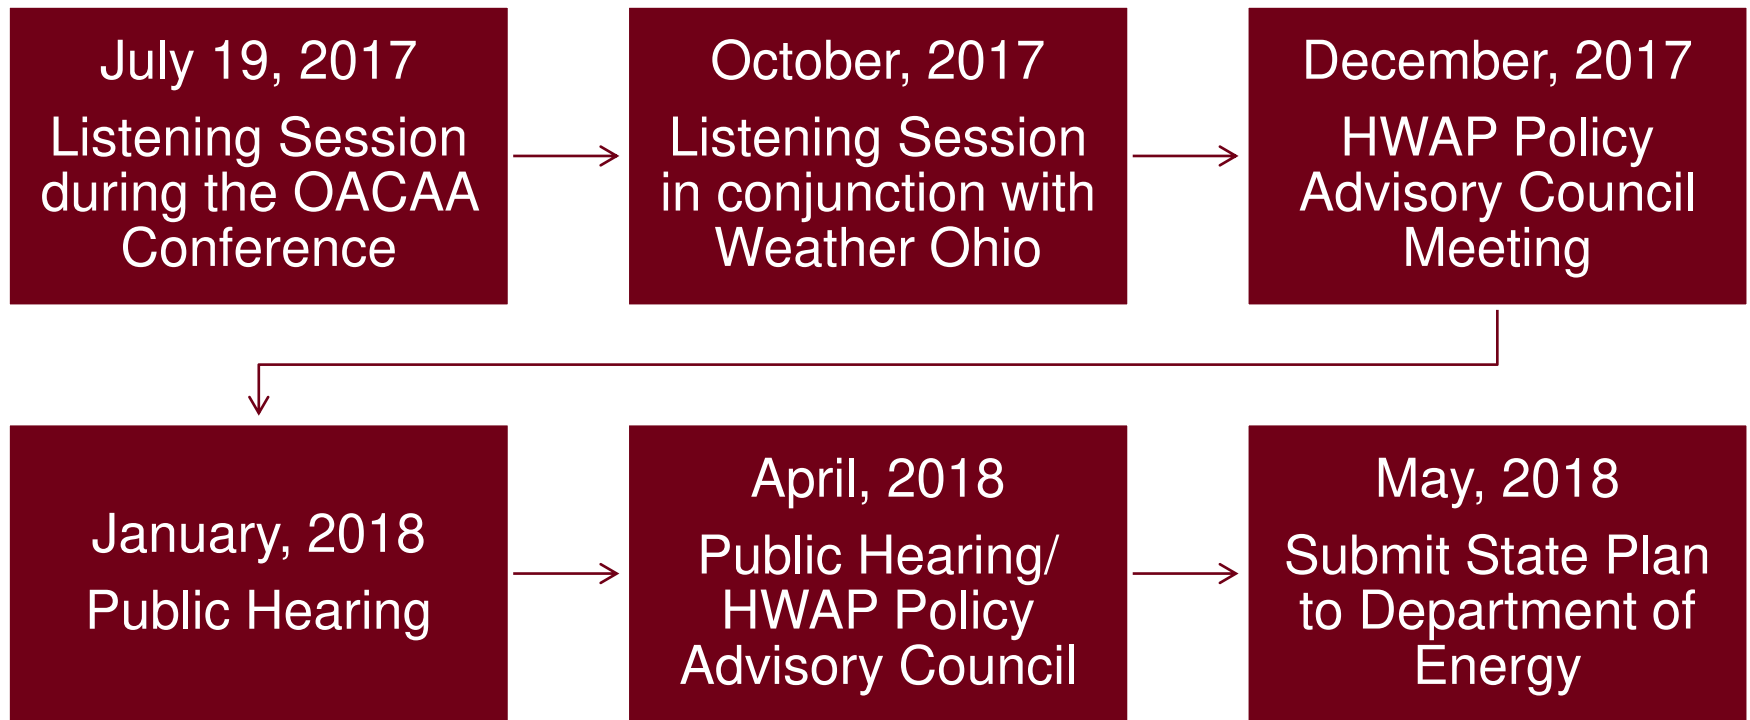 July 19, 2017
Listening Session
during the OACAA
Conference
October, 2017
Listening Session
in conjunction with
Weather Ohio
December, 2017
HWAP Policy
Advisory Council
Meeting
January, 2018
Public Hearing
April, 2018
Public Hearing/
HWAP Policy
Advisory Council
May, 2018
Submit State Plan
to Department of
Energy